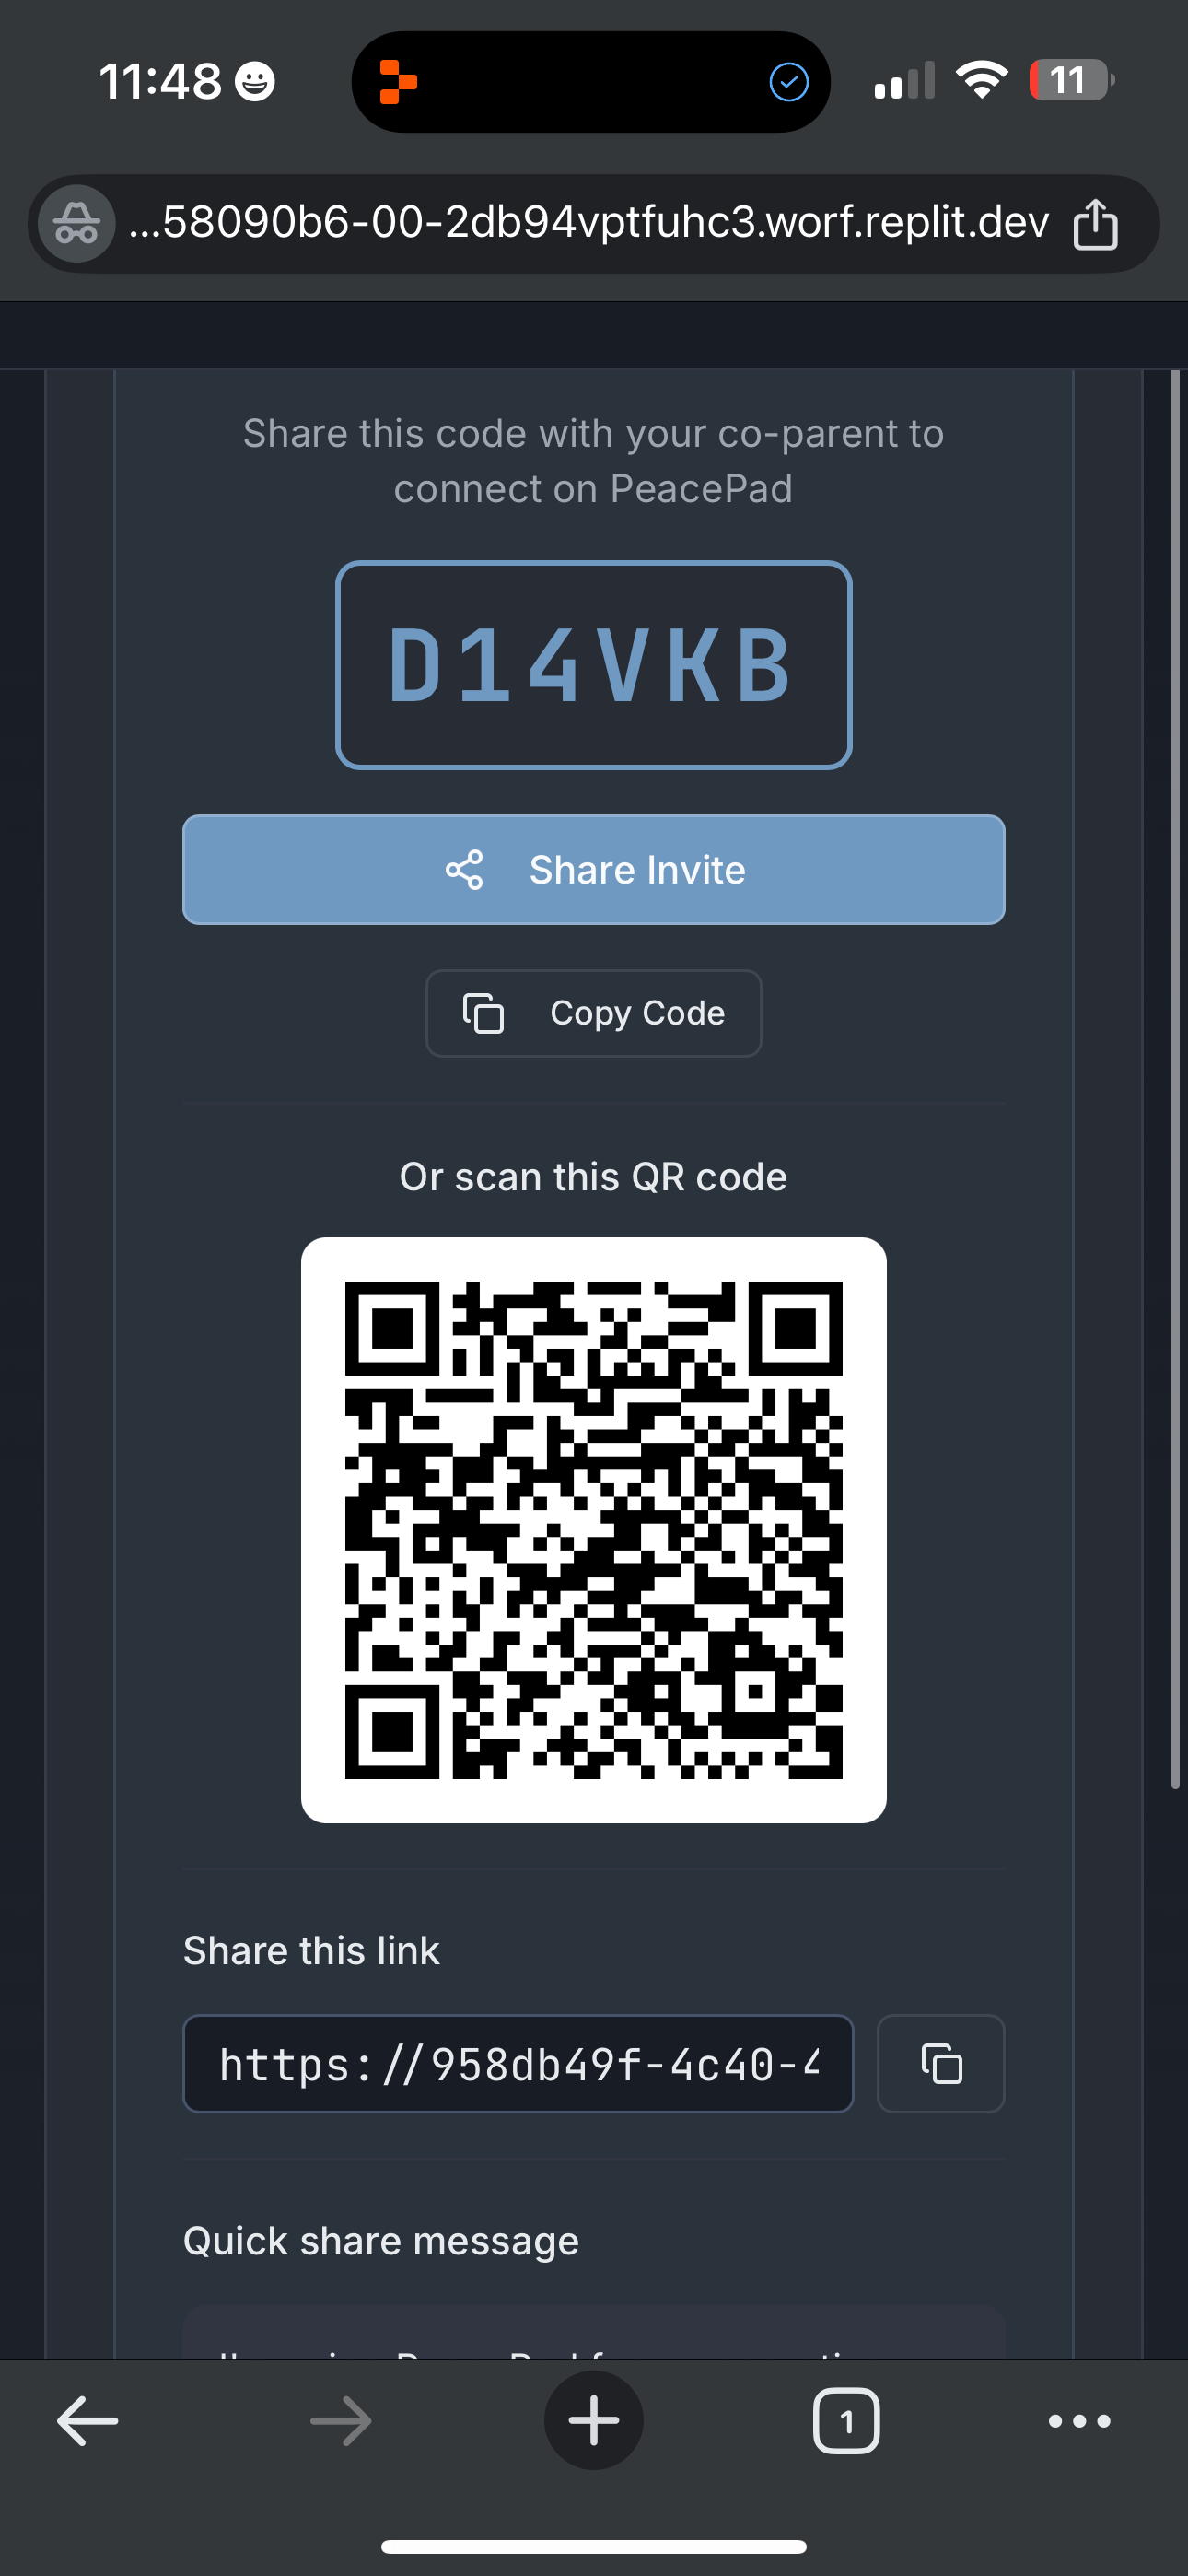 11:48
11
...58090b6-00-2db94vptfuhc3.worf.replit.dev
Share this code with your co-parent to
connect on PeacePad
D14VKB
Share Invite
Copy Code
Or scan this QR code
Share this link
https://958db49f-4c40-4
Quick share message
1